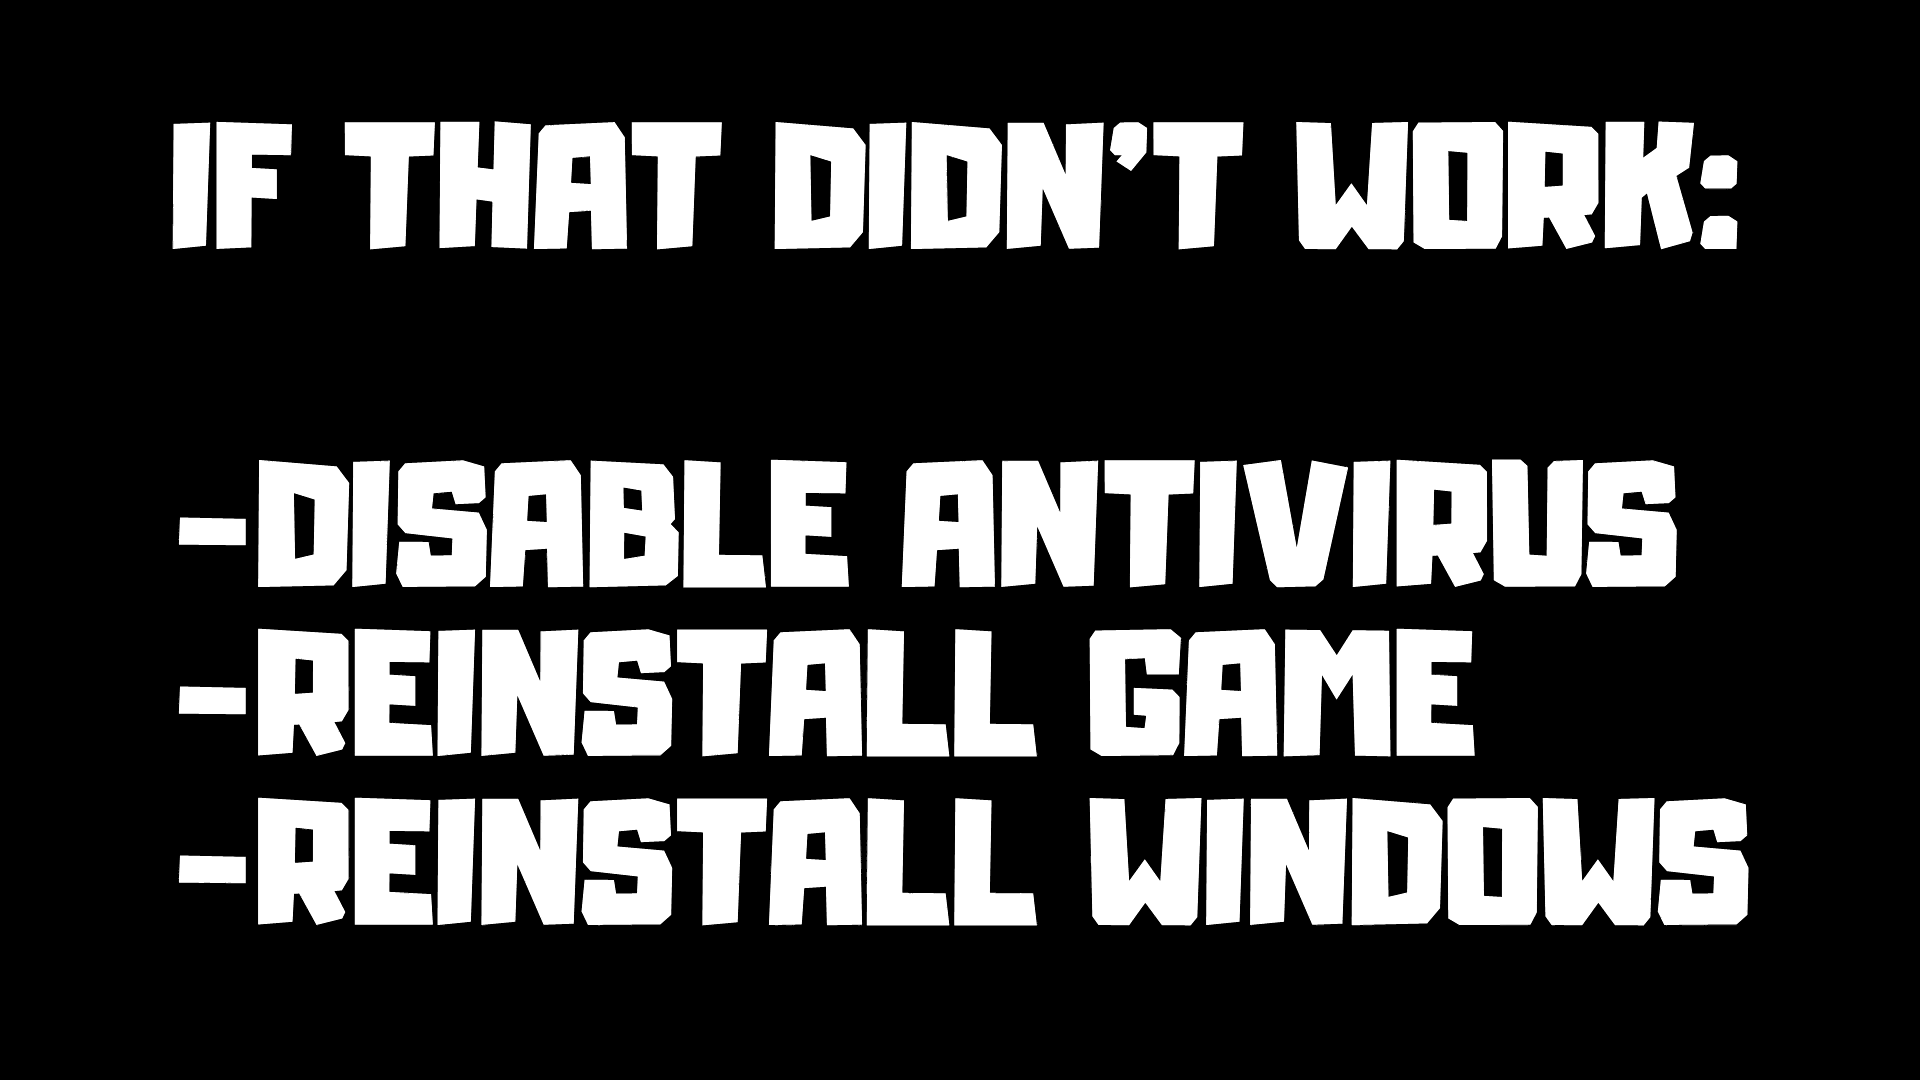 IF THAT DIDN'T WORK:
-DISABLE ANTIVIRUS
-REINSTALL GAME
-REINSTALL WINDOWS